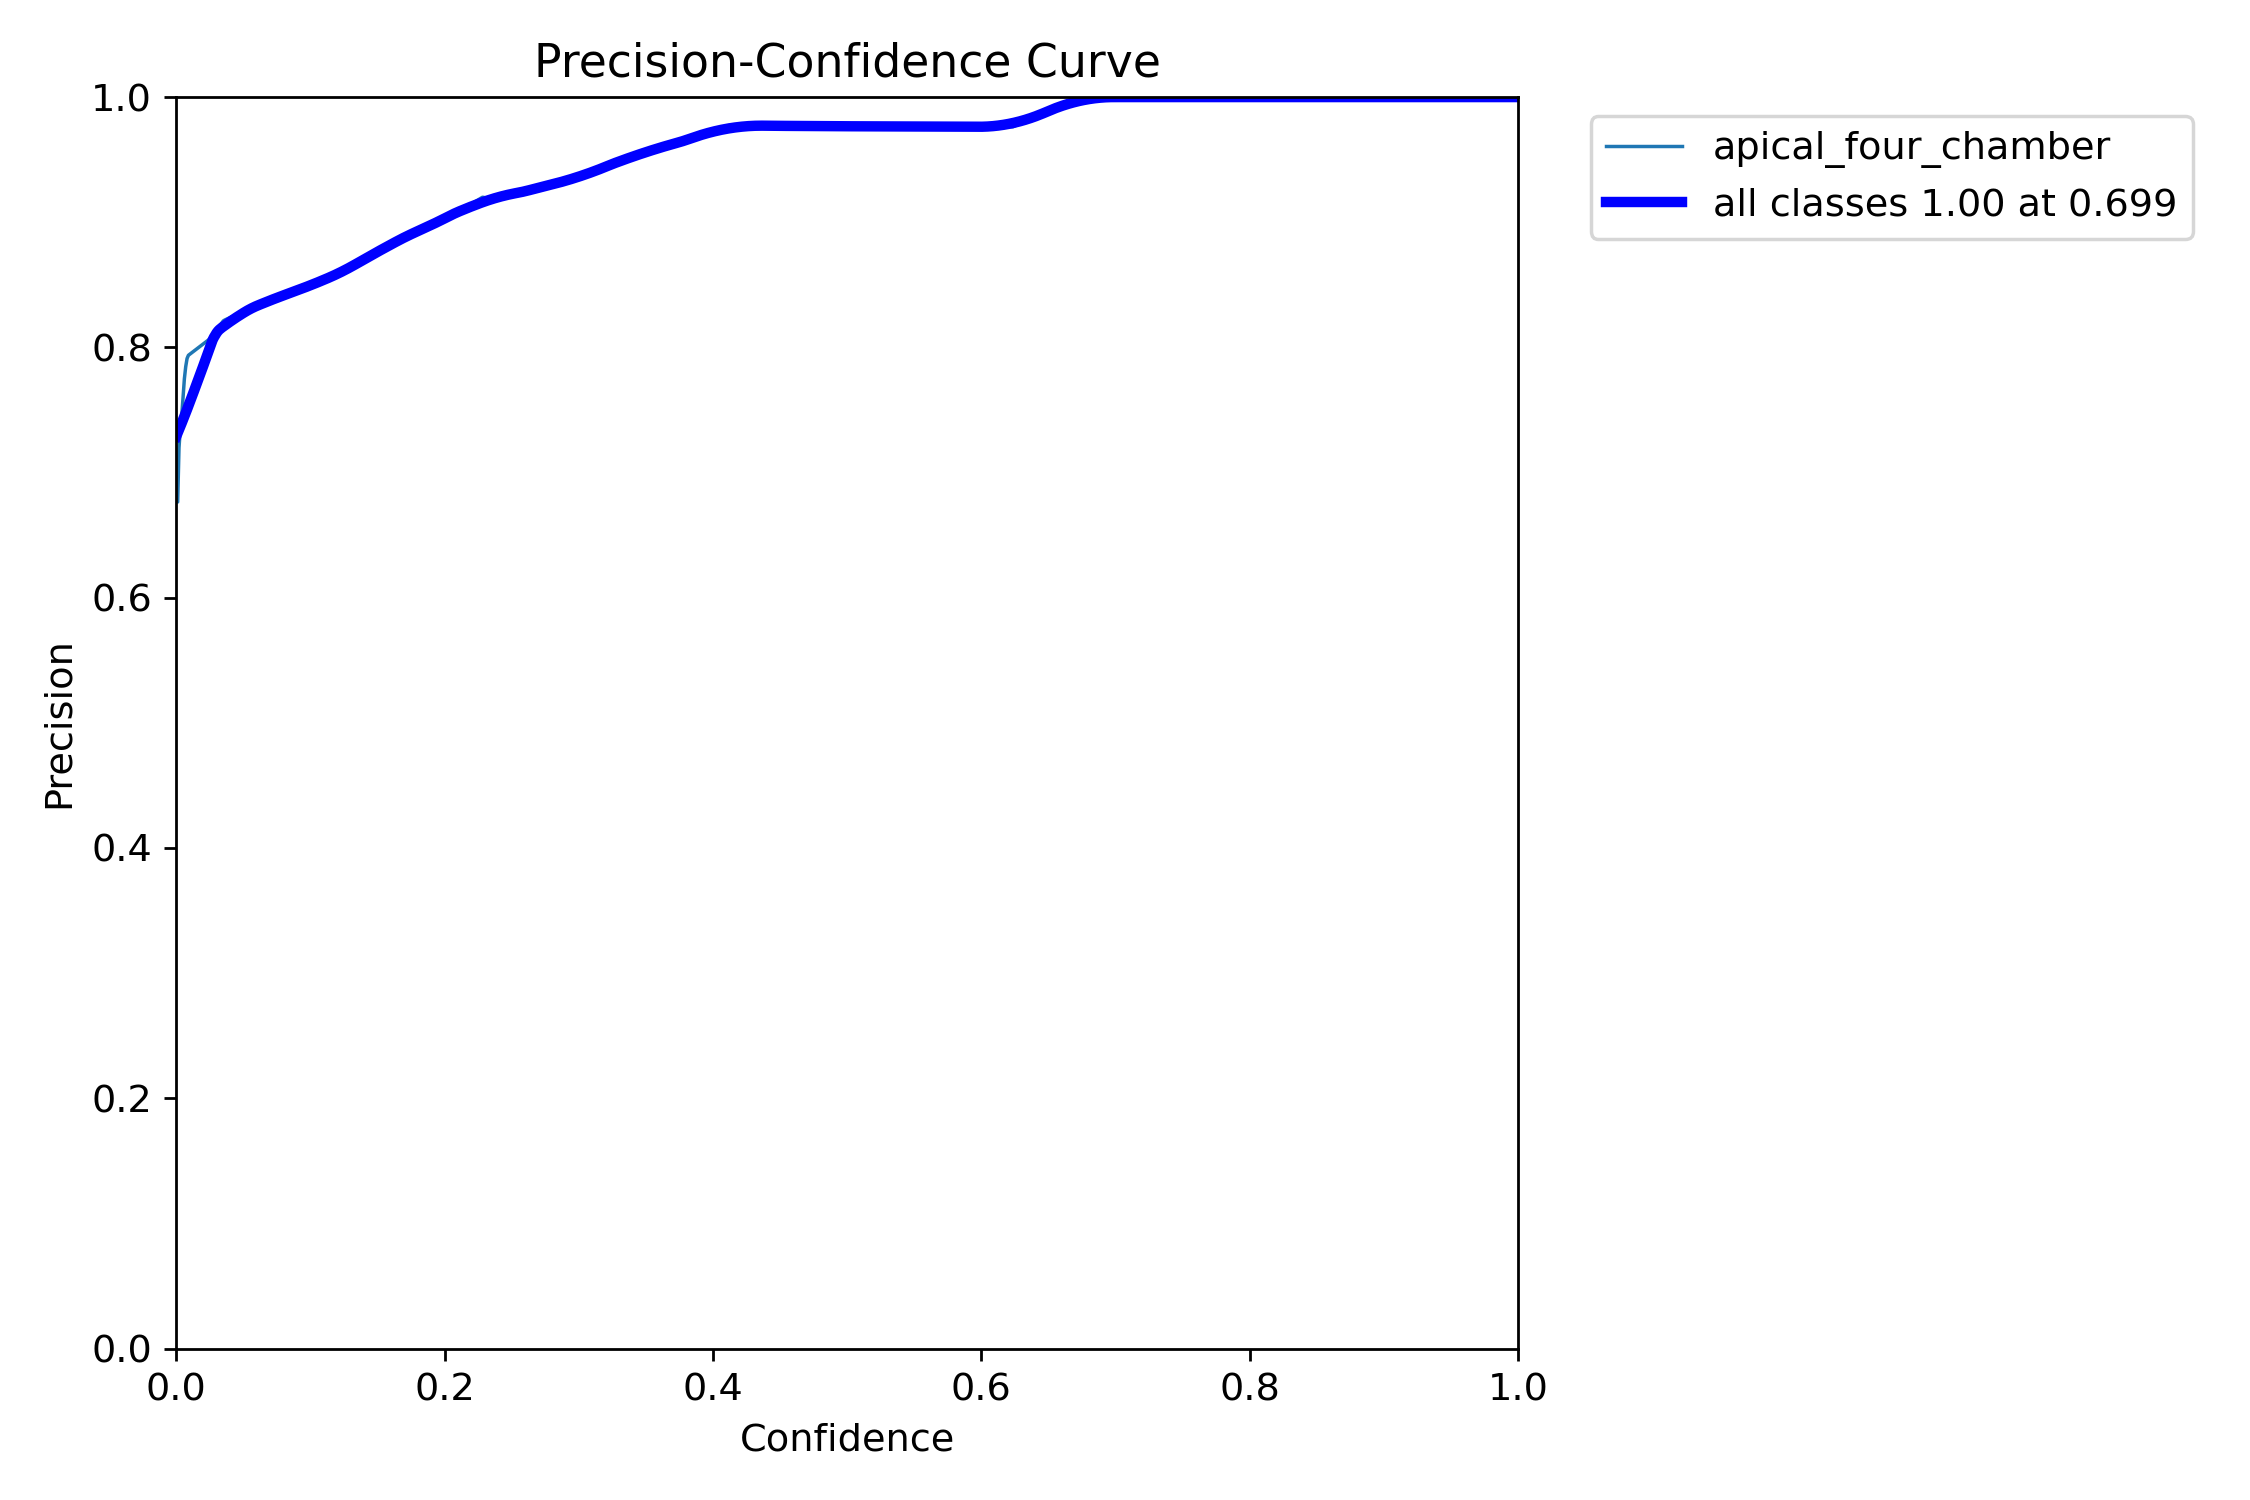 Precision-Confidence Curve
1.0
0.8
0.6
0.4
0.2
0.0
Precision
0.0 0.2 0.4 0.6 0.8 1.0
Confidence
apical_four_chamber
all classes 1.00 at 0.699